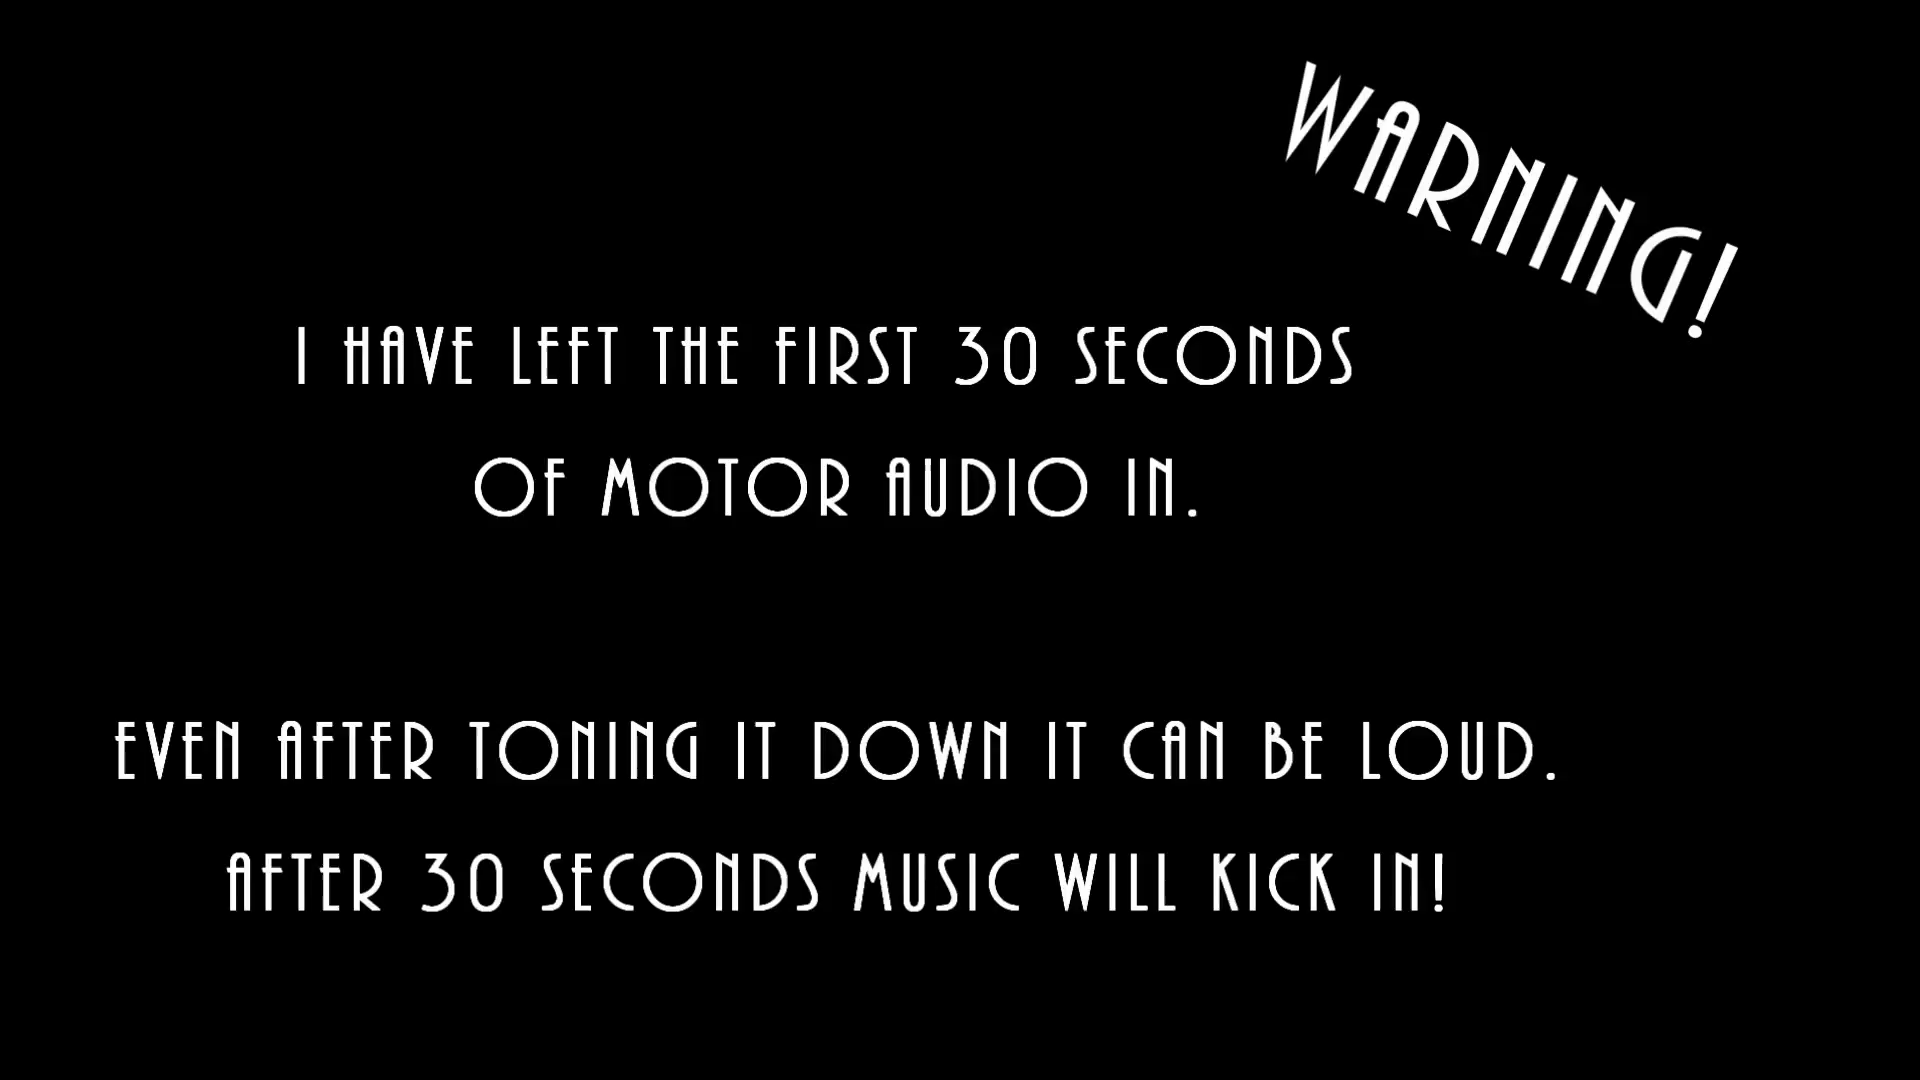 WARNING!
I HAVE LEFT THE FIRST 30 SECONDS
OF MOTOR AUDIO IN.
EVEN AFTER TONING IT DOWN IT CAN BE LOUD.
AFTER 30 SECONDS MUSIC WILL KICK IN!